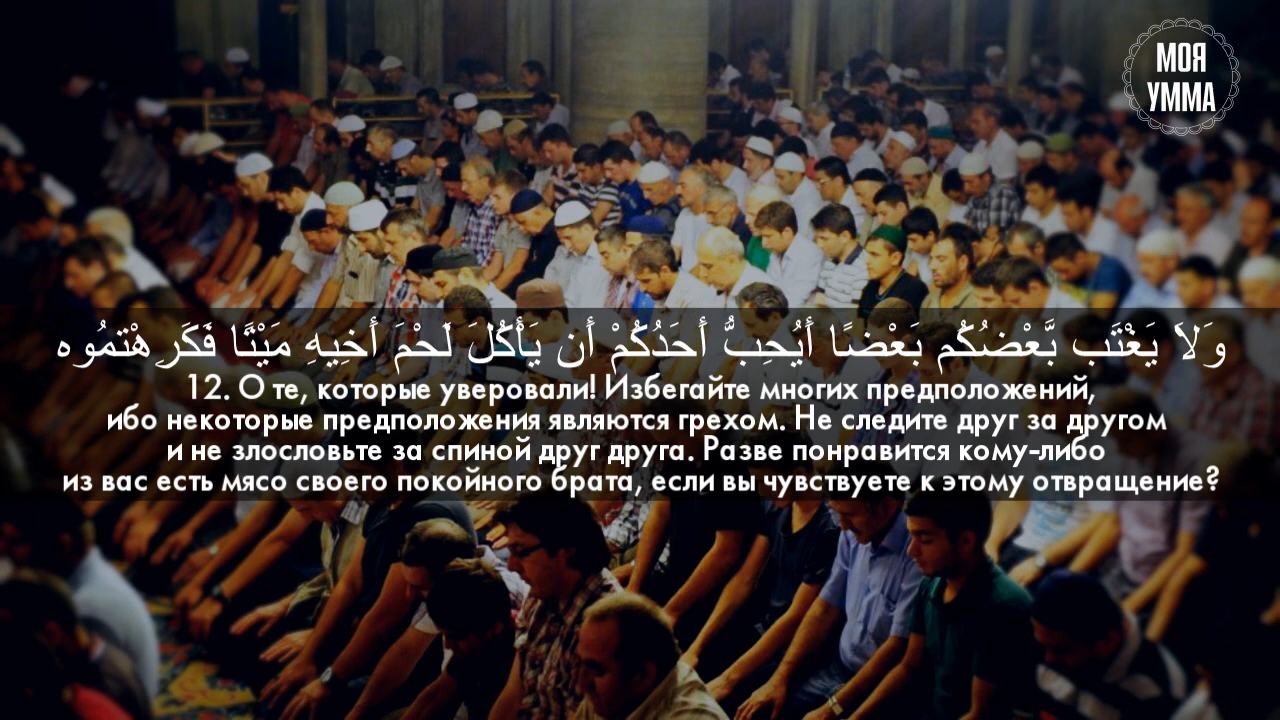 МОЯ
УММА
وَلاَ يَغْتَب بَّعْضُكُم بَعْضًا أَيُحِبُّ أَحَدُكُمْ أَن يَأْكُلَ لَحْمَ أَخِيهِ مَيْتًا فَكَرِهْتُمُوه
12. О те, которые уверовали! Избегайте многих предположений,
ибо некоторые предположения являются грехом. Не следите друг за другом
и не злословьте за спиной друг друга. Разве понравится кому-либо
из вас есть мясо своего покойного брата, если вы чувствуете к этому отвращение?